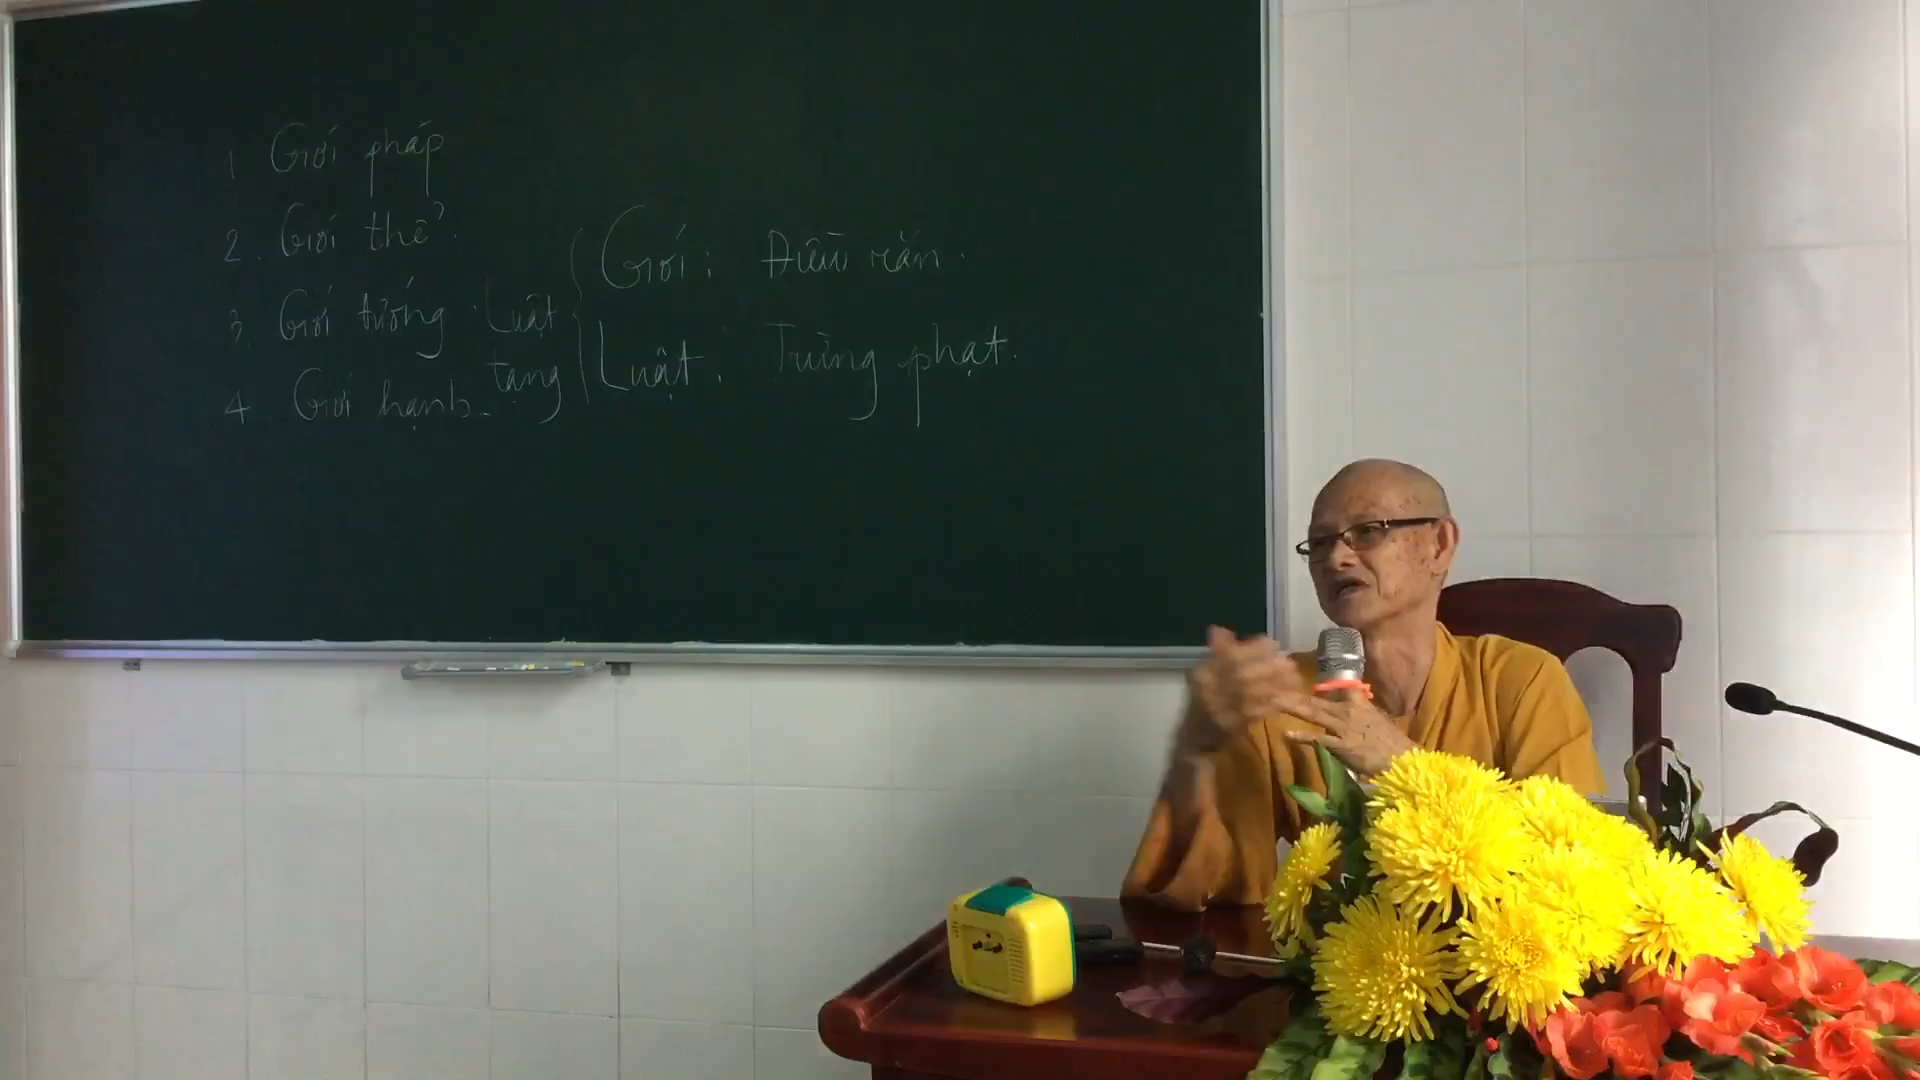 1 Giới pháp
2. Giới thể.
3. Giới tướng
4. Giới hạnh.
Luật
tạng
Giới: Điều răn.
Luật: Trừng phạt.